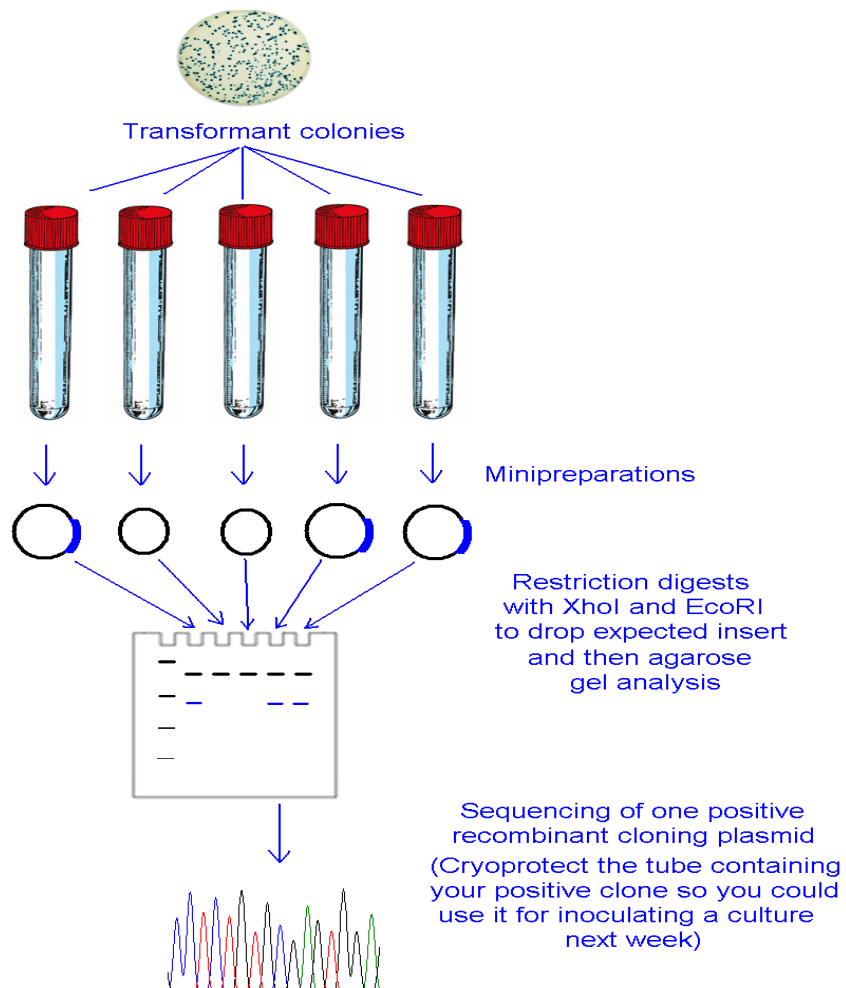 Transformant colonies
Minipreparations
Restriction digests
with XhoI and EcoRI
to drop expected insert
and then agarose
gel analysis
Sequencing of one positive
recombinant cloning plasmid
(Cryoprotect the tube containing
your positive clone so you could
use it for inoculating a culture
next week)